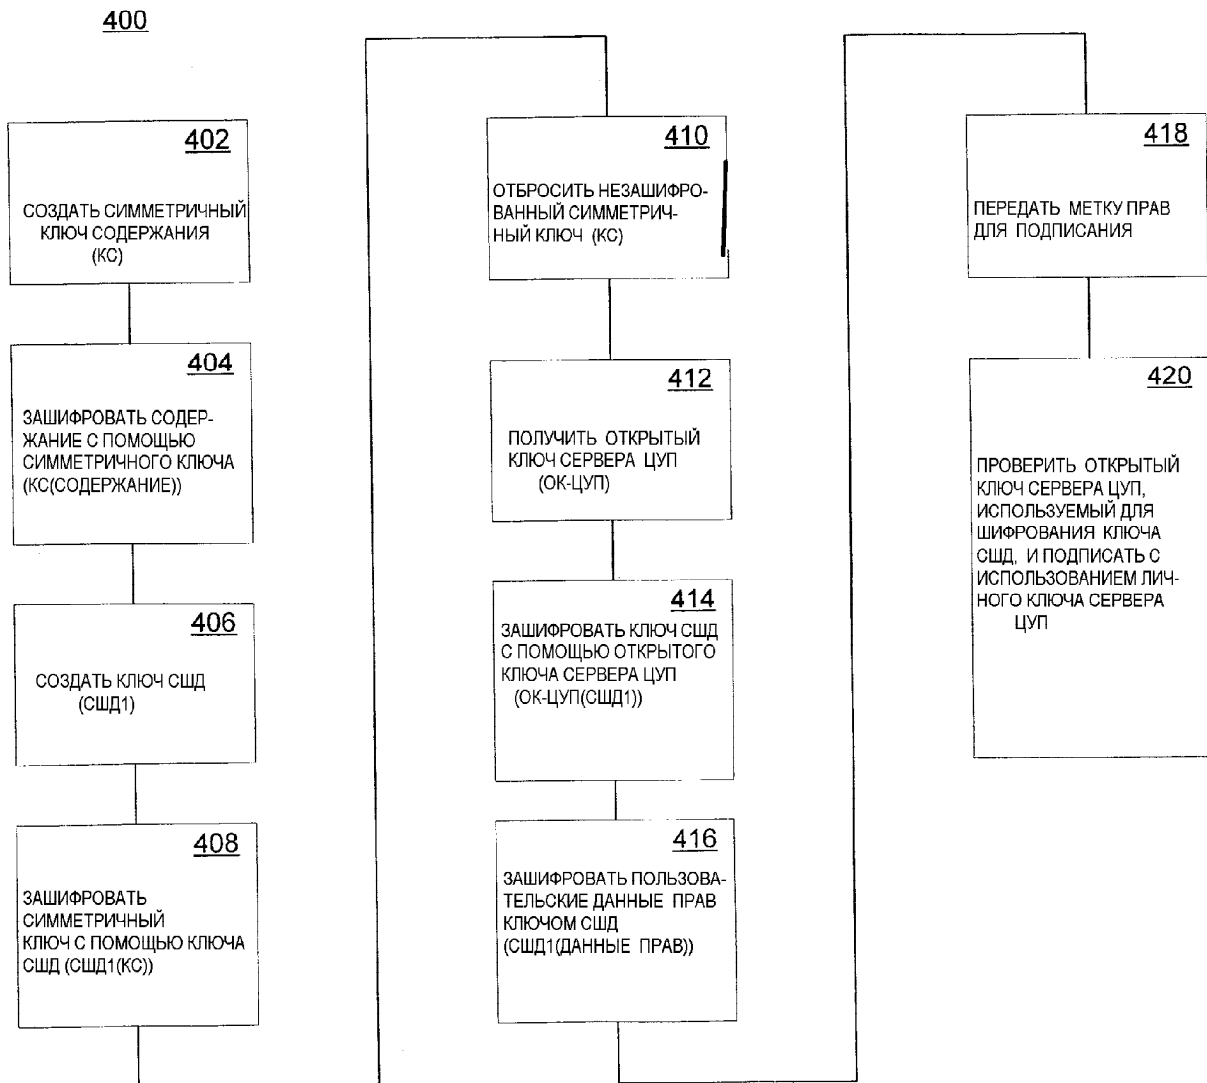 400
402
СОЗДАТЬ СИММЕТРИЧНЫЙ
КЛЮЧ СОДЕРЖАНИЯ
(КС)
404
ЗАШИФРОВАТЬ СОДЕР-
ЖАНИЕ С ПОМОЩЬЮ
СИММЕТРИЧНОГО КЛЮЧА
(КС(СОДЕРЖАНИЕ))
406
СОЗДАТЬ КЛЮЧ СШД
(СШД1)
408
ЗАШИФРОВАТЬ
СИММЕТРИЧНЫЙ
КЛЮЧ С ПОМОЩЬЮ КЛЮЧА
СШД (СШД1(КС))
410
ОТБРОСИТЬ НЕЗАШИФРО-
ВАННЫЙ СИММЕТРИЧ-
НЫЙ КЛЮЧ (КС)
412
ПОЛУЧИТЬ ОТКРЫТЫЙ
КЛЮЧ СЕРВЕРА ЦУП
(ОК-ЦУП)
414
ЗАШИФРОВАТЬ КЛЮЧ СШД
С ПОМОЩЬЮ ОТКРЫТОГО
КЛЮЧА СЕРВЕРА ЦУП
(ОК-ЦУП(СШД1))
416
ЗАШИФРОВАТЬ ПОЛЬЗОВА-
ТЕЛЬСКИЕ ДАННЫЕ ПРАВ
КЛЮЧОМ СШД
(СШД1(ДАННЫЕ ПРАВ))
418
ПЕРЕДАТЬ МЕТКУ ПРАВ
ДЛЯ ПОДПИСАНИЯ
420
ПРОВЕРИТЬ ОТКРЫТЫЙ
КЛЮЧ СЕРВЕРА ЦУП,
ИСПОЛЬЗУЕМЫЙ ДЛЯ
ШИФРОВАНИЯ КЛЮЧА
СШД, И ПОДПИСАТЬ С
ИСПОЛЬЗОВАНИЕМ ЛИЧ-
НОГО КЛЮЧА СЕРВЕРА
ЦУП